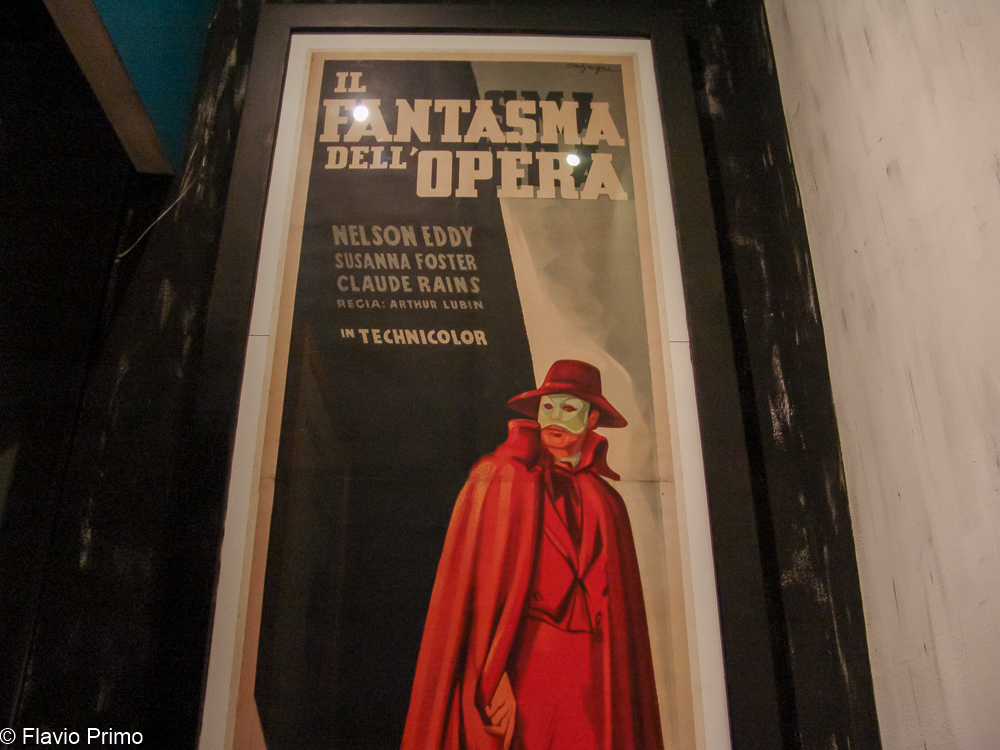 IL
FANTASMA
DELL'OPERA
NELSON EDDY
SUSANNA FOSTER
CLAUDE RAINS
REGIA: ARTHUR LUBIN
IN TECHNICOLOR
© Flavio Primo